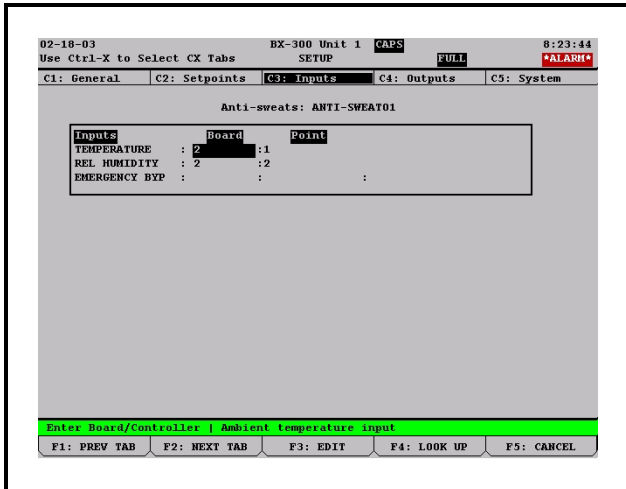 02-18-03 BX-300 Unit 1 CAPS 8:23:44
Use Ctrl-X to Select CX Tabs SETUP FULL *ALARM*
C1: General C2: Setpoints C3: Inputs C4: Outputs C5: System
Anti-sweats: ANTI-SWEAT01
Inputs Board Point
TEMPERATURE : 2 :1
REL HUMIDITY : 2 :2
EMERGENCY BYP : : :
Enter Board/Controller | Ambient temperature input
F1: PREV TAB F2: NEXT TAB F3: EDIT F4: LOOK UP F5: CANCEL